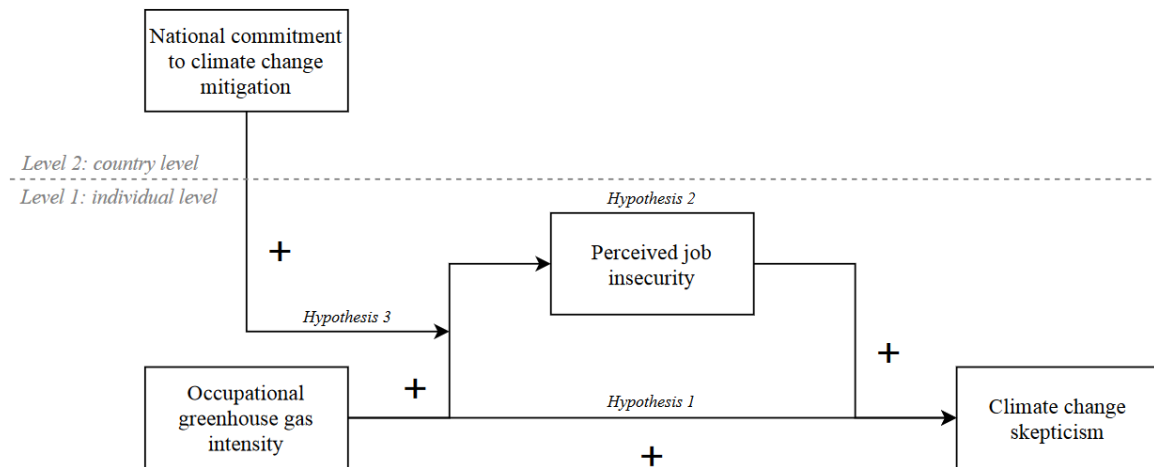 National commitment
to climate change
mitigation
Level 2: country level
Level 1: individual level
Hypothesis 2
Perceived job
insecurity
+
Hypothesis 3
+
+
Occupational
greenhouse gas
intensity
Hypothesis 1
Climate change
skepticism
+